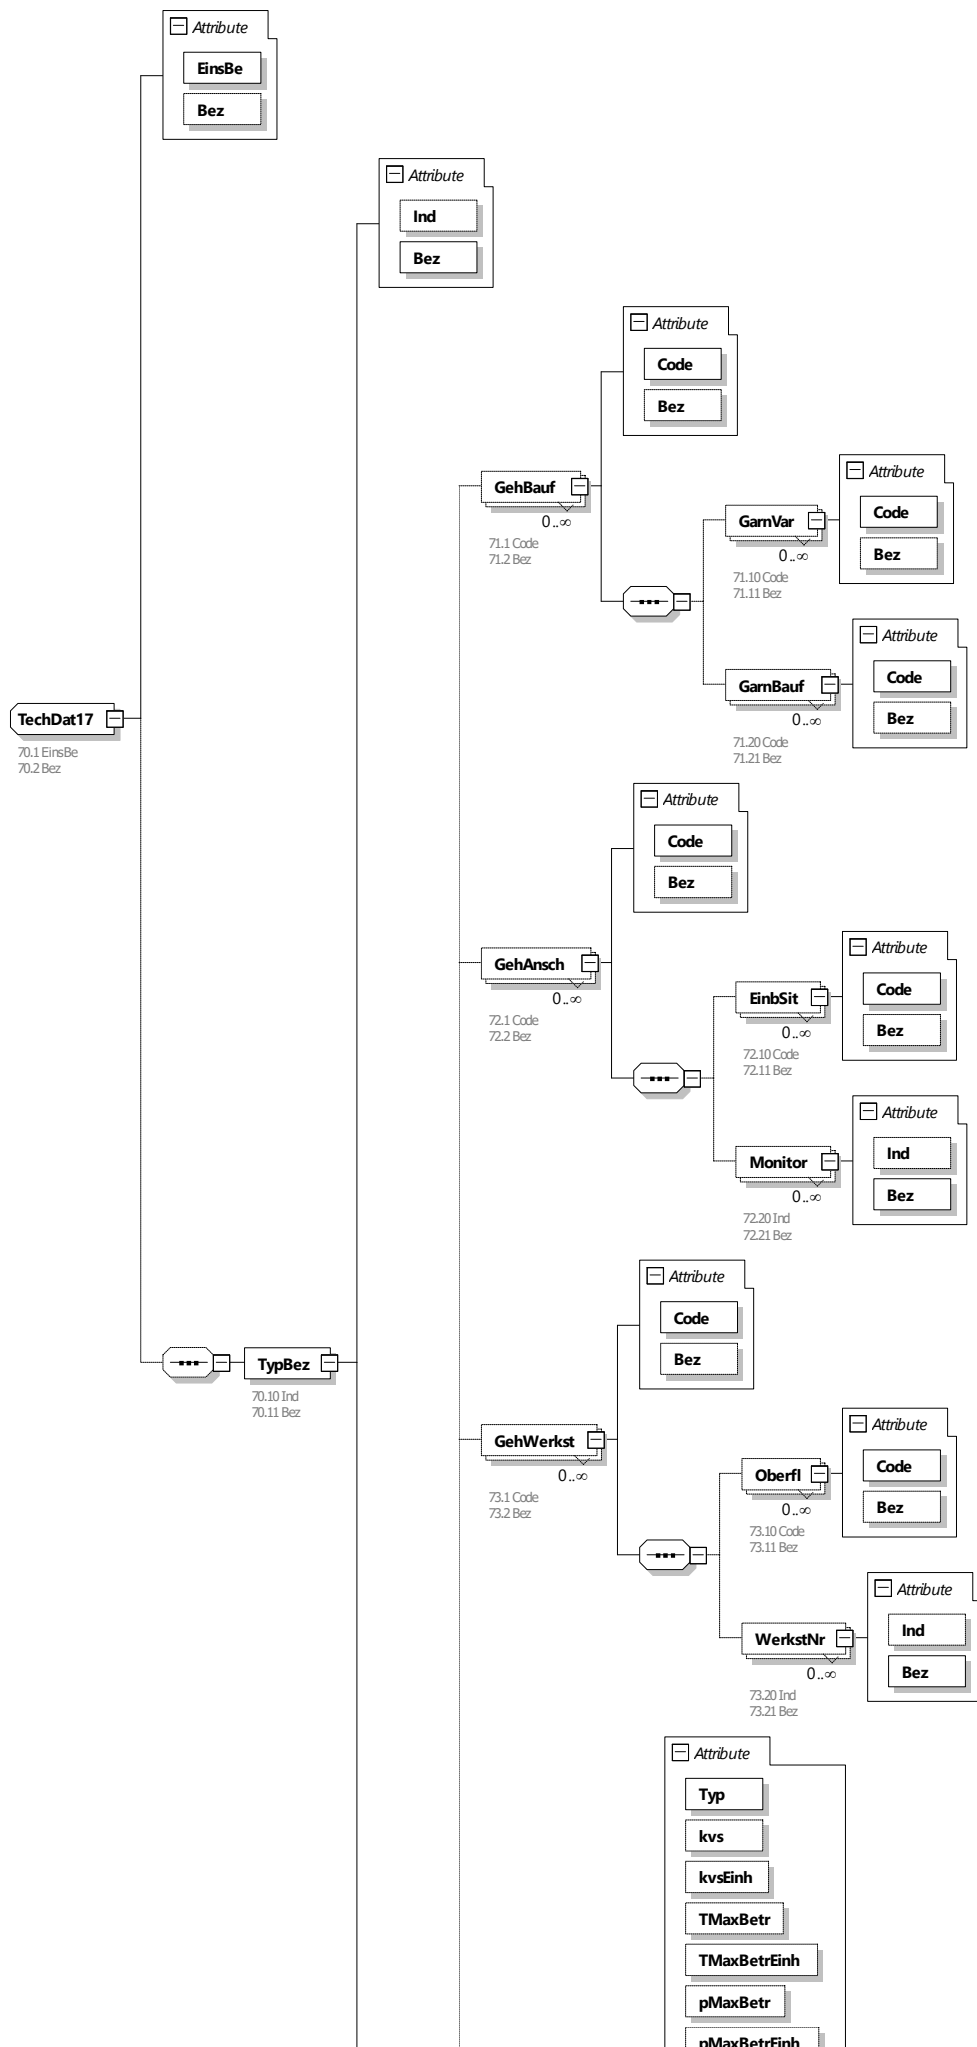 Attribute
EinsBe
Bez
Attribute
Ind
Bez
Attribute
Code
Bez
GehBauf
0..∞
71.1 Code
71.2 Bez
Attribute
Code
Bez
GarnVar
0..∞
71.10 Code
71.11 Bez
Attribute
Code
Bez
GarnBauf
0..∞
71.20 Code
71.21 Bez
TechDat17
70.1 EinsBe
70.2 Bez
Attribute
Code
Bez
GehAnsch
0..∞
72.1 Code
72.2 Bez
Attribute
Code
Bez
EinbSit
0..∞
72.10 Code
72.11 Bez
Attribute
Ind
Bez
Monitor
0..∞
72.20 Ind
72.21 Bez
Attribute
Code
Bez
TypBez
70.10 Ind
70.11 Bez
GehWerkst
0..∞
73.1 Code
73.2 Bez
Attribute
Code
Bez
Oberfl
0..∞
73.10 Code
73.11 Bez
Attribute
Ind
Bez
WerkstNr
0..∞
73.20 Ind
73.21 Bez
Attribute
Typ
kvs
kvsEinh
TMaxBetr
TMaxBetrEinh
pMaxBetr
pMaxBetrEinh